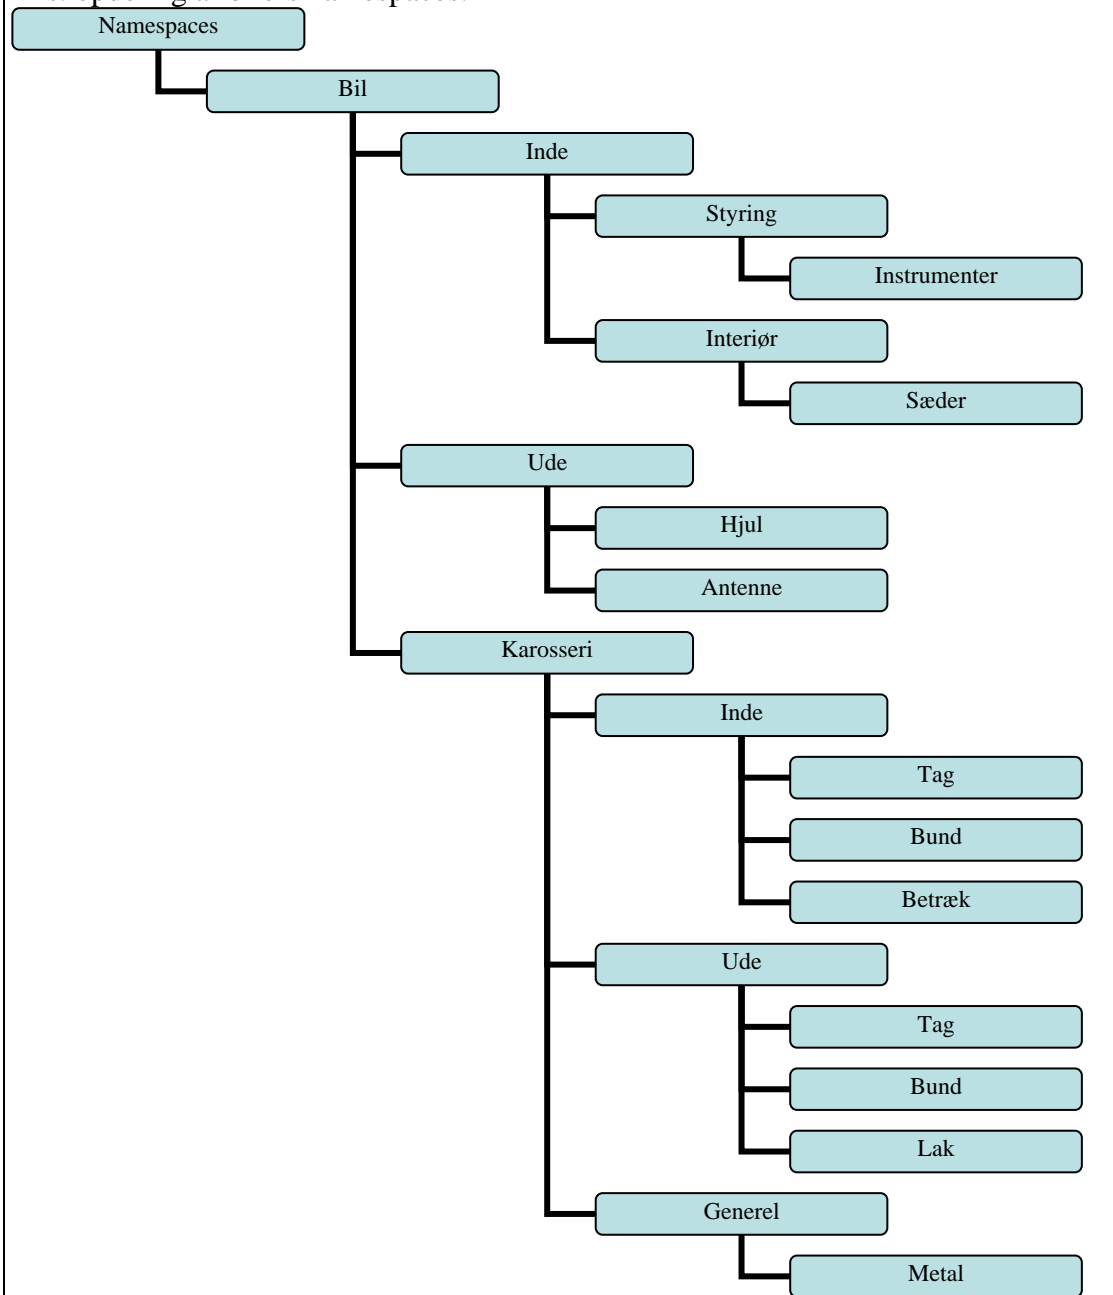 Namespaces
Bil
Inde
Styring
Instrumenter
Interiør
Sæder
Ude
Hjul
Antenne
Karosseri
Inde
Tag
Bund
Betræk
Ude
Tag
Bund
Lak
Generel
Metal